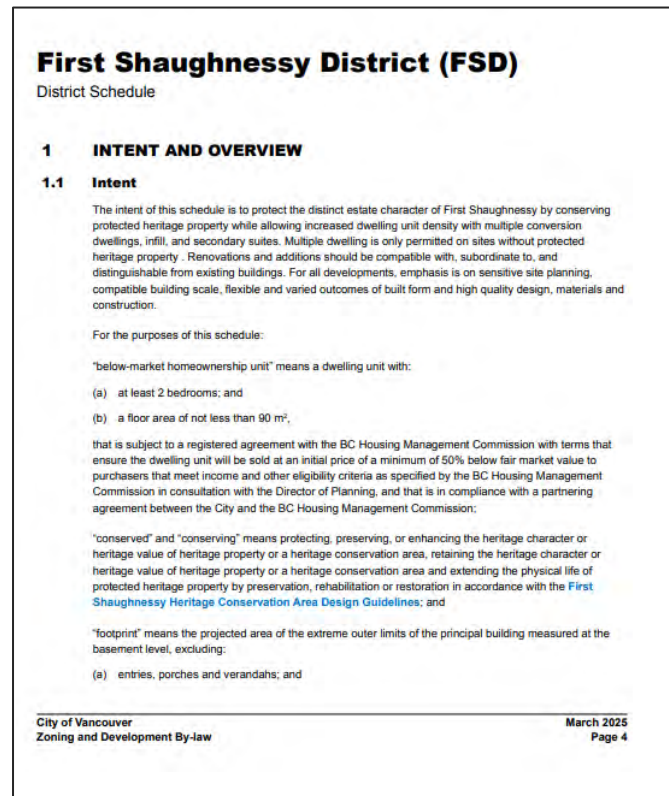 First Shaughnessy District (FSD)
District Schedule
1 INTENT AND OVERVIEW
1.1 Intent
The intent of this schedule is to protect the distinct estate character of First Shaughnessy by conserving
protected heritage property while allowing increased dwelling unit density with multiple conversion
dwellings, infill, and secondary suites. Multiple dwelling is only permitted on sites without protected
heritage property . Renovations and additions should be compatible with, subordinate to, and
distinguishable from existing buildings. For all developments, emphasis is on sensitive site planning,
compatible building scale, flexible and varied outcomes of built form and high quality design, materials and
construction.
For the purposes of this schedule:
“below-market homeownership unit” means a dwelling unit with:
(a) at least 2 bedrooms; and
(b) a floor area of not less than 90 m²,
that is subject to a registered agreement with the BC Housing Management Commission with terms that
ensure the dwelling unit will be sold at an initial price of a minimum of 50% below fair market value to
purchasers that meet income and other eligibility criteria as specified by the BC Housing Management
Commission in consultation with the Director of Planning, and that is in compliance with a partnering
agreement between the City and the BC Housing Management Commission;
“conserved” and “conserving” means protecting, preserving, or enhancing the heritage character or
heritage value of heritage property or a heritage conservation area, retaining the heritage character or
heritage value of heritage property or a heritage conservation area and extending the physical life of
protected heritage property by preservation, rehabilitation or restoration in accordance with the First
Shaughnessy Heritage Conservation Area Design Guidelines; and
“footprint” means the projected area of the extreme outer limits of the principal building measured at the
basement level, excluding:
(a) entries, porches and verandahs; and
City of Vancouver March 2025
Zoning and Development By-law Page 4